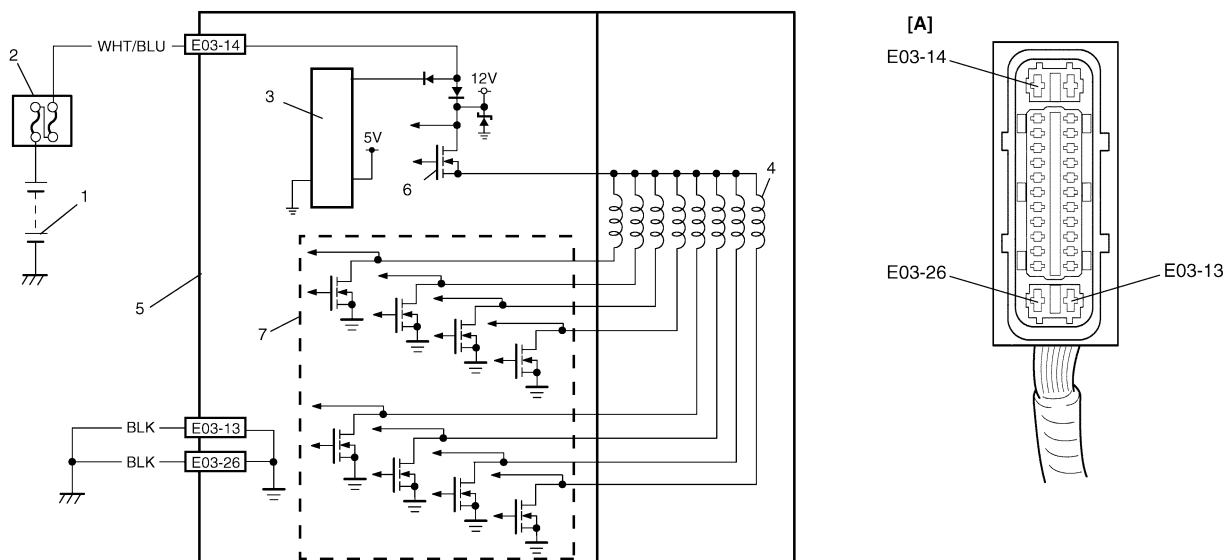 [A]
WHT/BLU
E03-14
E03-14
2
12V
3
5V
6
4
1
5
7
E03-26
E03-13
BLK
E03-13
BLK
E03-26